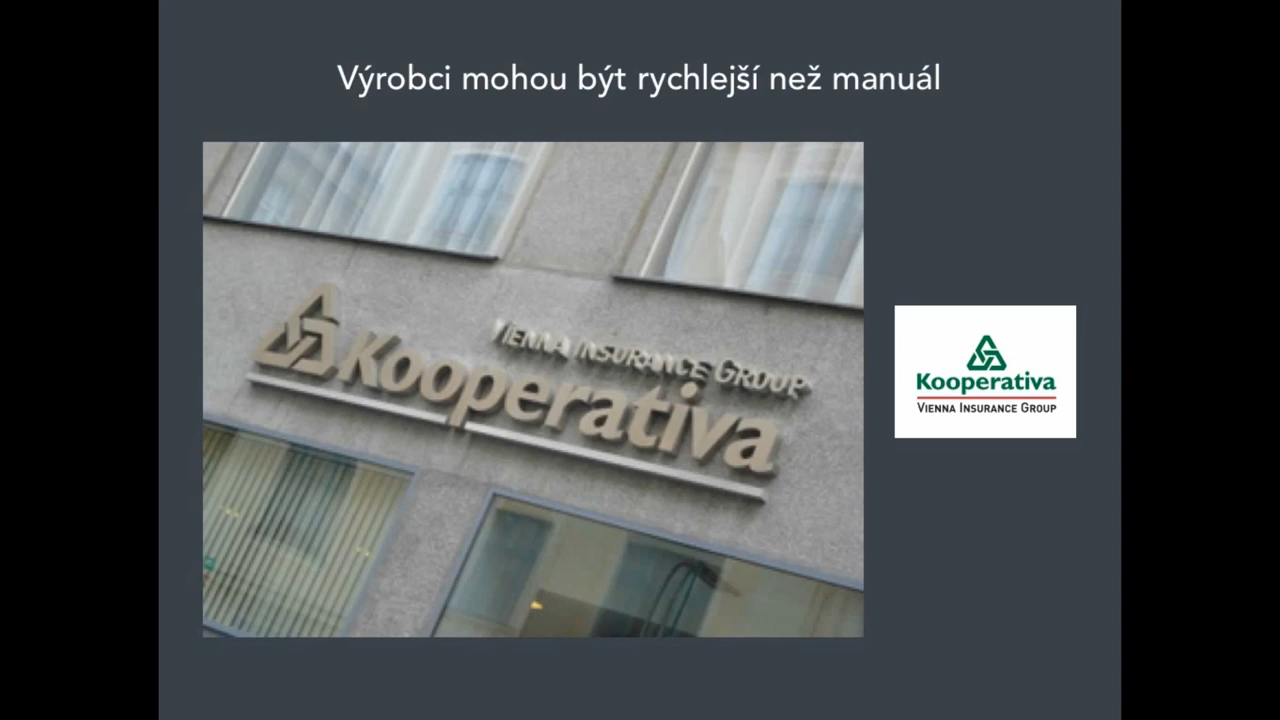 Výrobci mohou být rychlejší než manuál
VIENNA INSURANCE GROUP
Kooperativa
Kooperativa
VIENNA INSURANCE GROUP